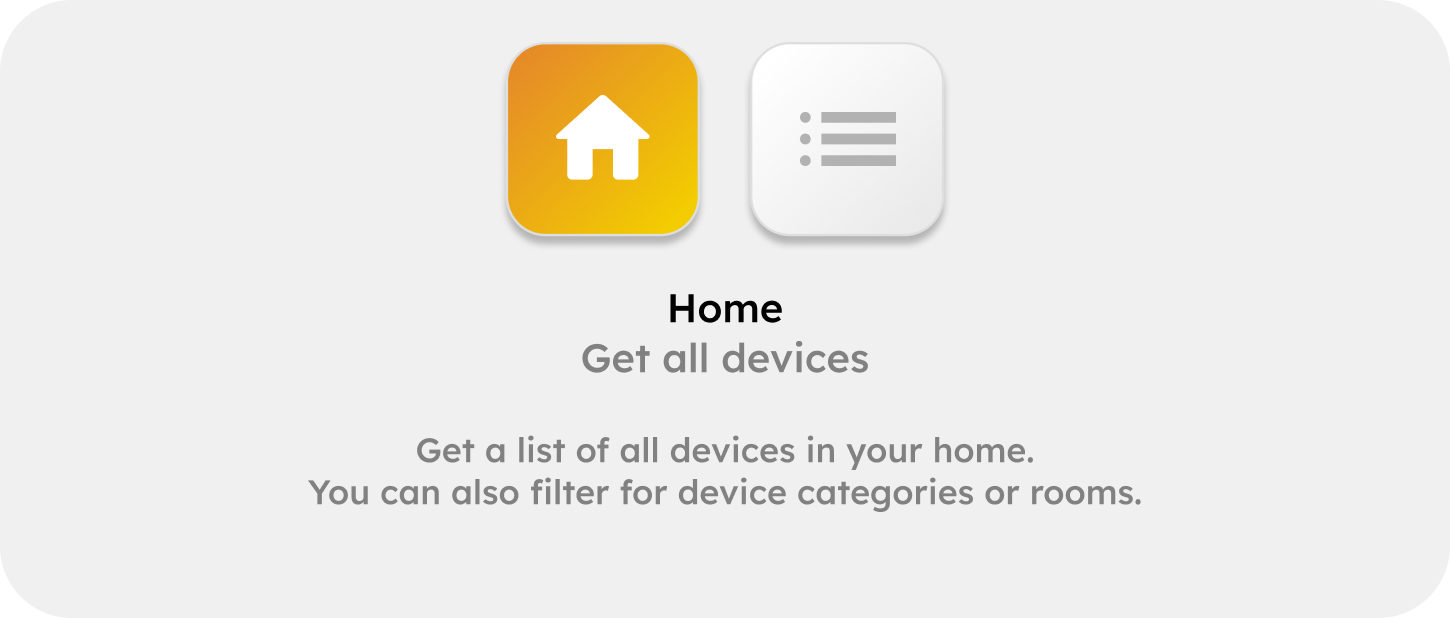 Home
Get all devices
Get a list of all devices in your home.
You can also filter for device categories or rooms.